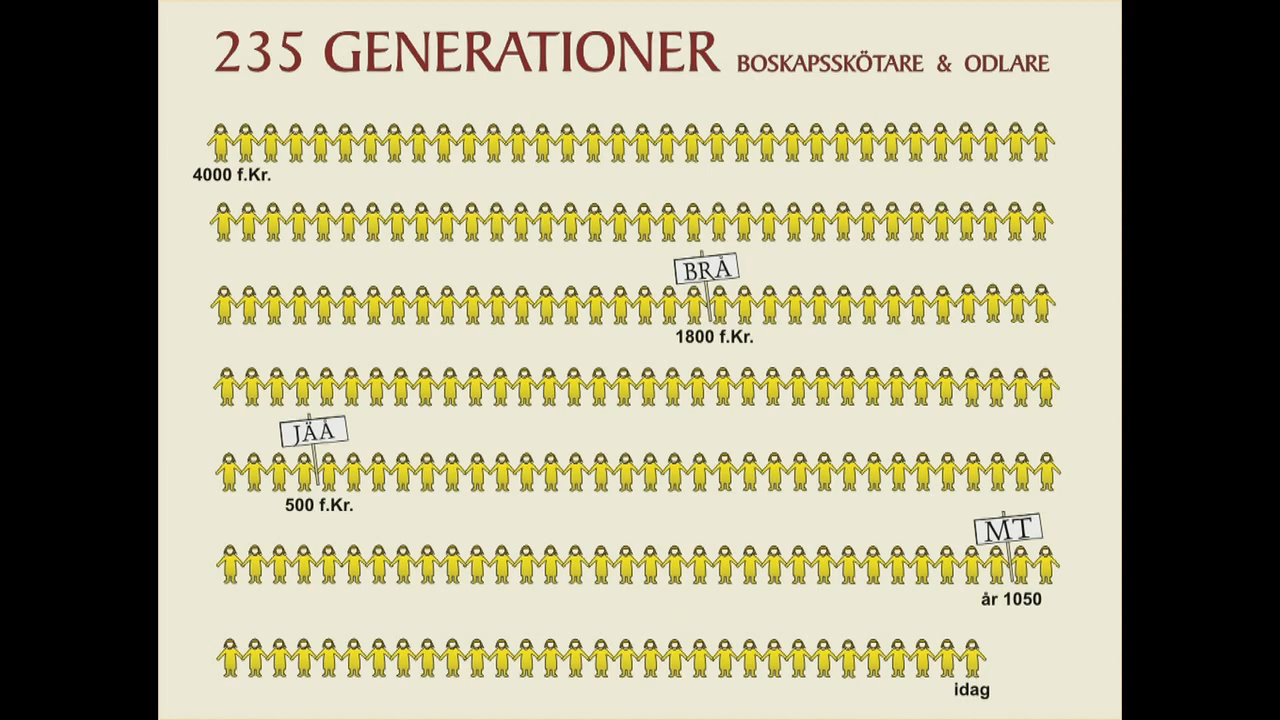 235 GENERATIONER BOSKAPSSKÖTARE & ODLARE
4000 f.Kr.
BRÅ
1800 f.Kr.
JÄÅ
500 f.Kr.
MT
år 1050
idag